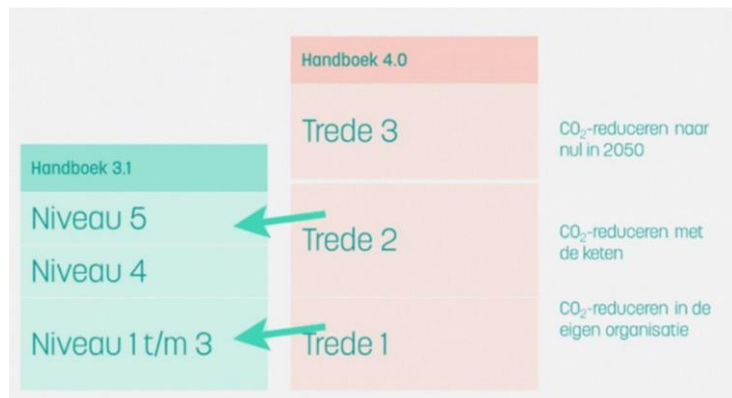 Handboek 4.0
Trede 3
CO₂-reduceren naar
nul in 2050
Handboek 3.1
Niveau 5
Niveau 4
Trede 2
CO₂-reduceren met
de keten
Niveau 1 t/m 3
Trede 1
CO₂-reduceren in de
eigen organisatie